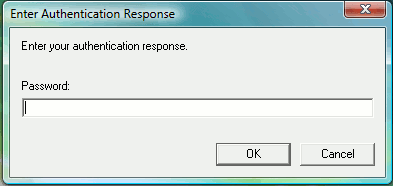 Enter Authentication Response
Enter your authentication response.
Password:
OK Cancel